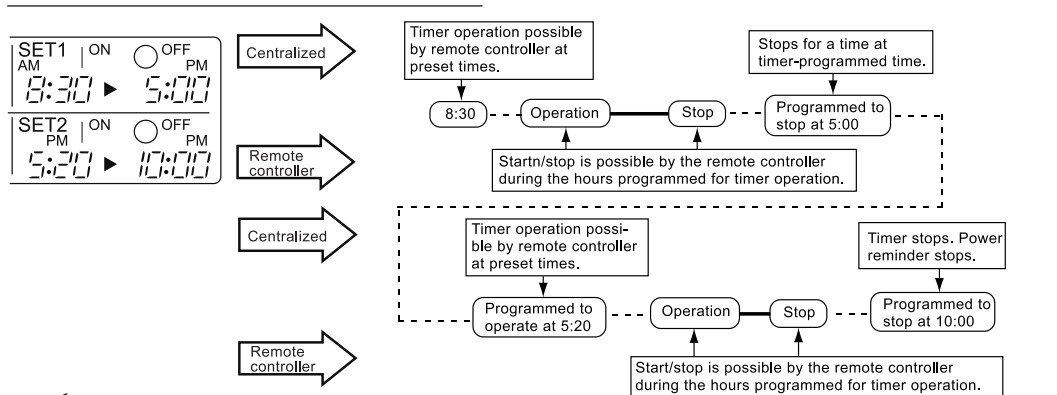 SET1 ON OFF
AM PM
8:30 ▶ 5:00
SET2 ON OFF
PM PM
5:20 ▶ 10:00
Centralized
Timer operation possible
by remote controller at
preset times.
Stops for a time at
timer-programmed time.
8:30
Operation
Stop
Programmed to
stop at 5:00
Remote
controller
Startn/stop is possible by the remote controller
during the hours programmed for timer operation.
Centralized
Timer operation possi-
ble by remote controller
at preset times.
Timer stops. Power
reminder stops.
Programmed to
operate at 5:20
Operation
Stop
Programmed to
stop at 10:00
Remote
controller
Start/stop is possible by the remote controller
during the hours programmed for timer operation.